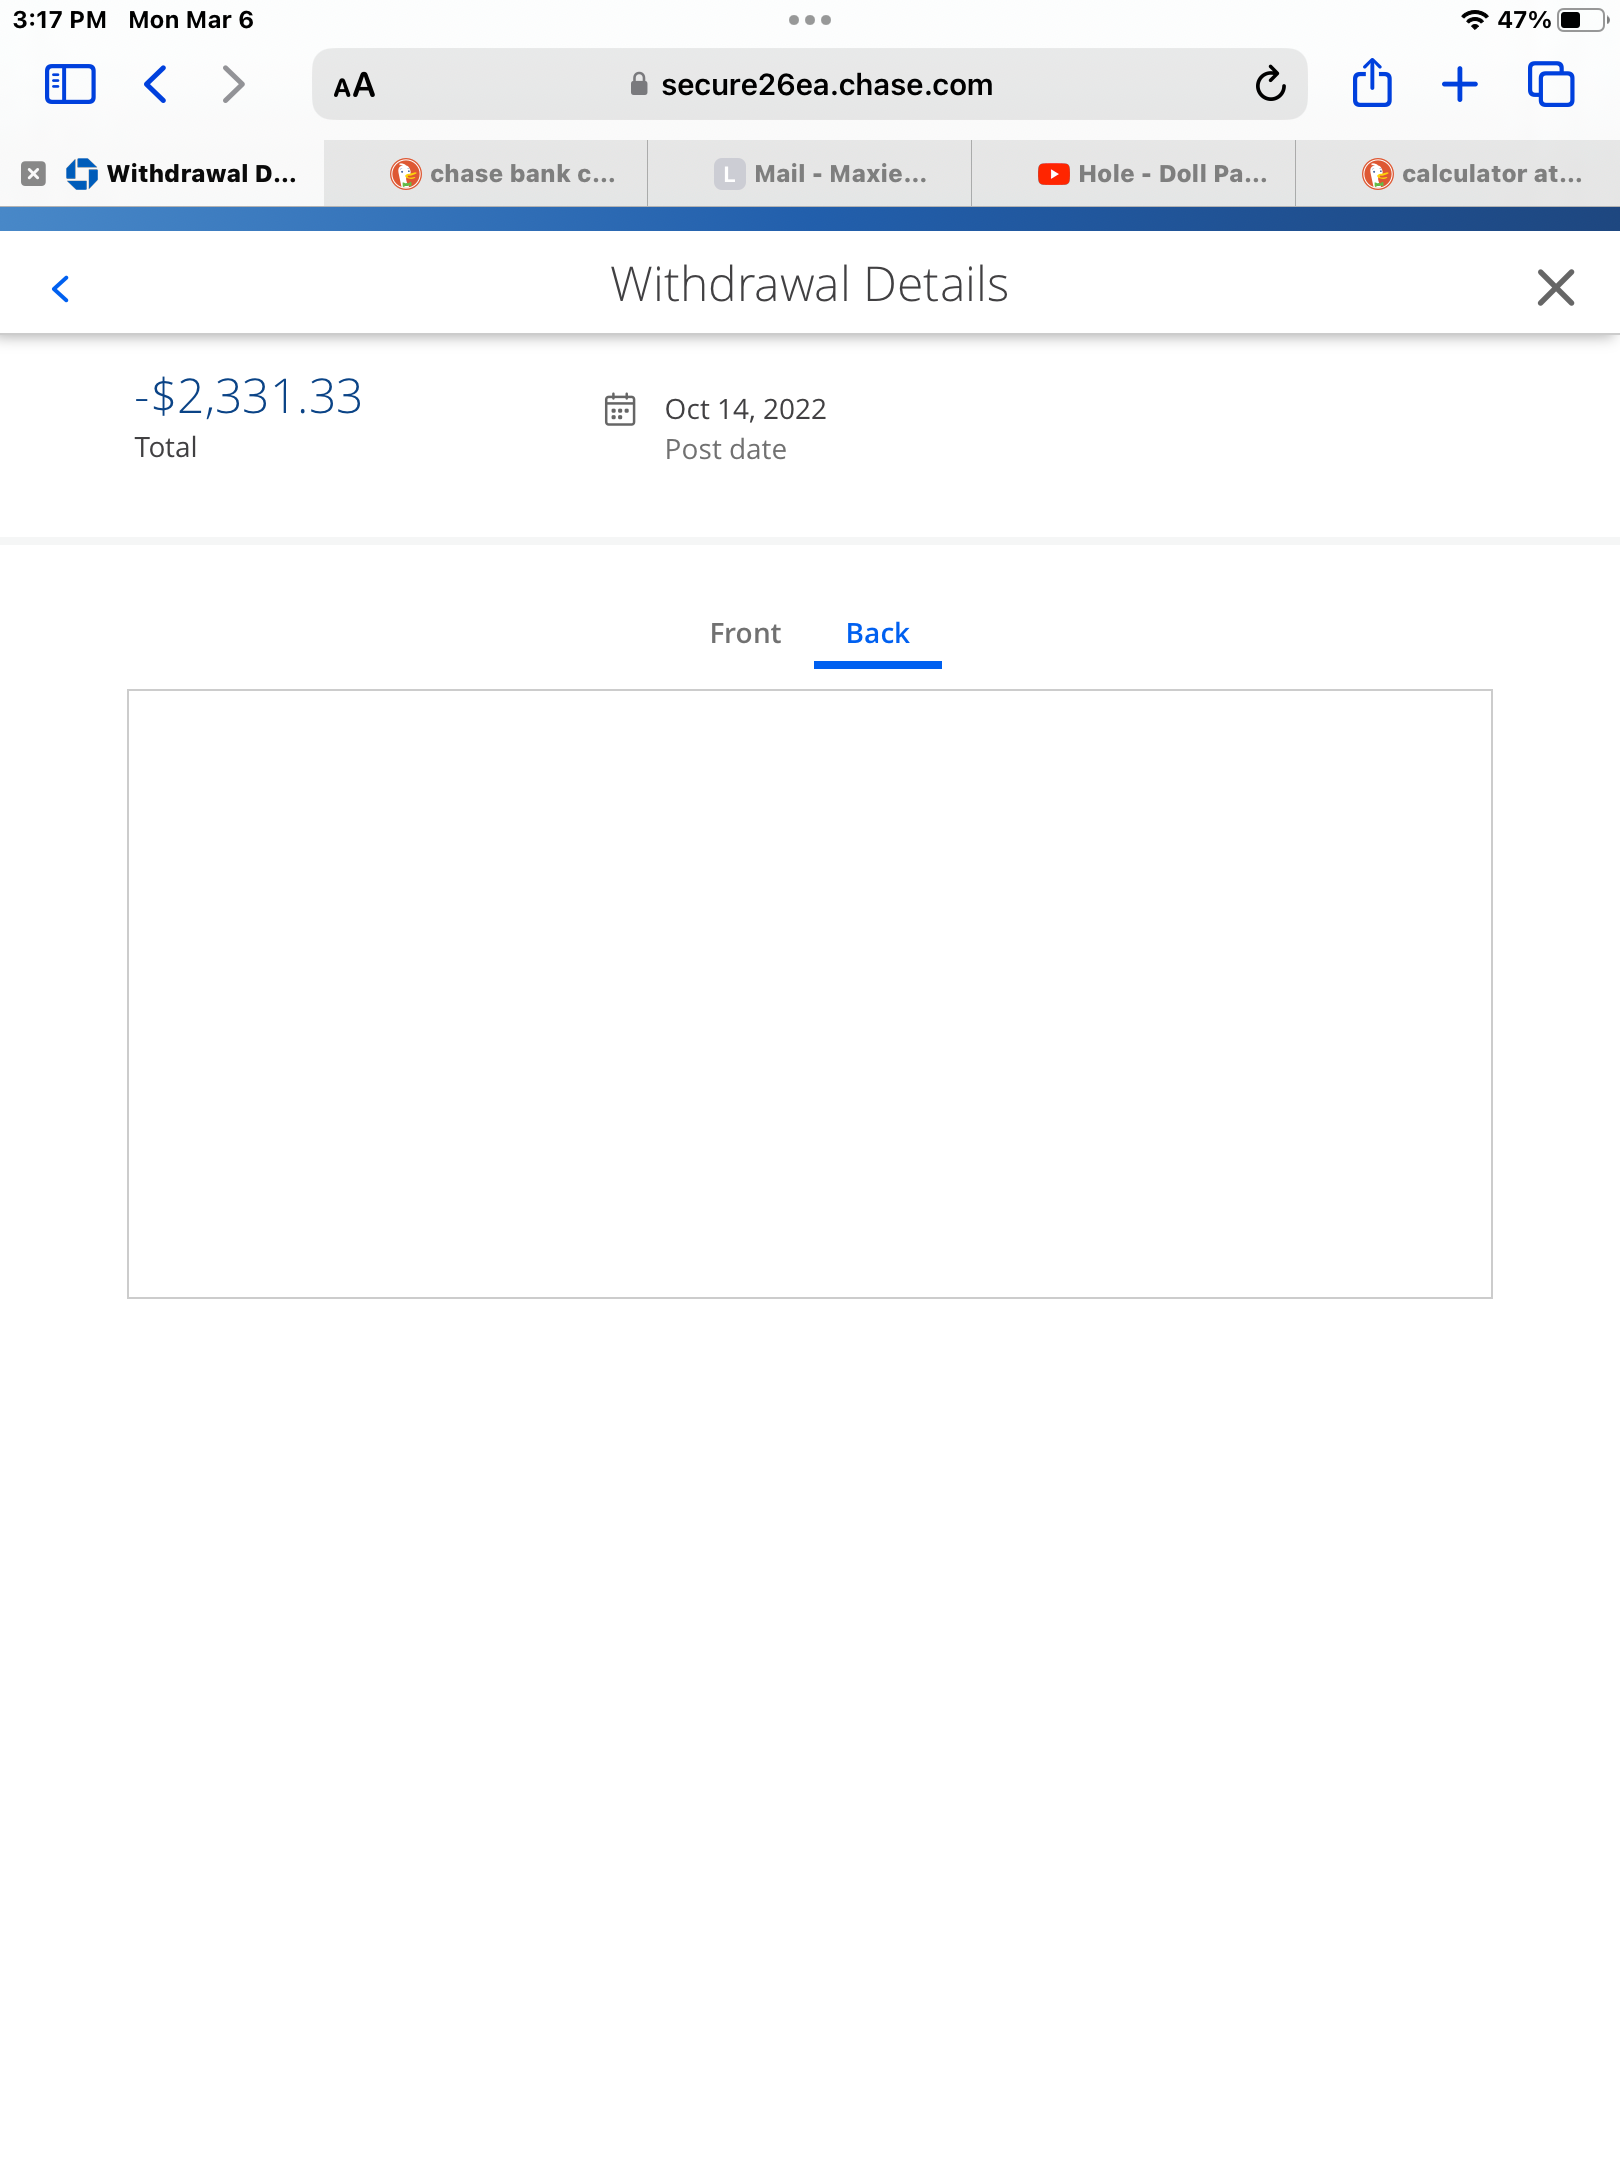 3:17 PM Mon Mar 6 47%
AA secure26ea.chase.com
Withdrawal D... chase bank c... L Mail - Maxie... Hole - Doll Pa... calculator at...
Withdrawal Details
-$2,331.33
Total
Oct 14, 2022
Post date
Front Back